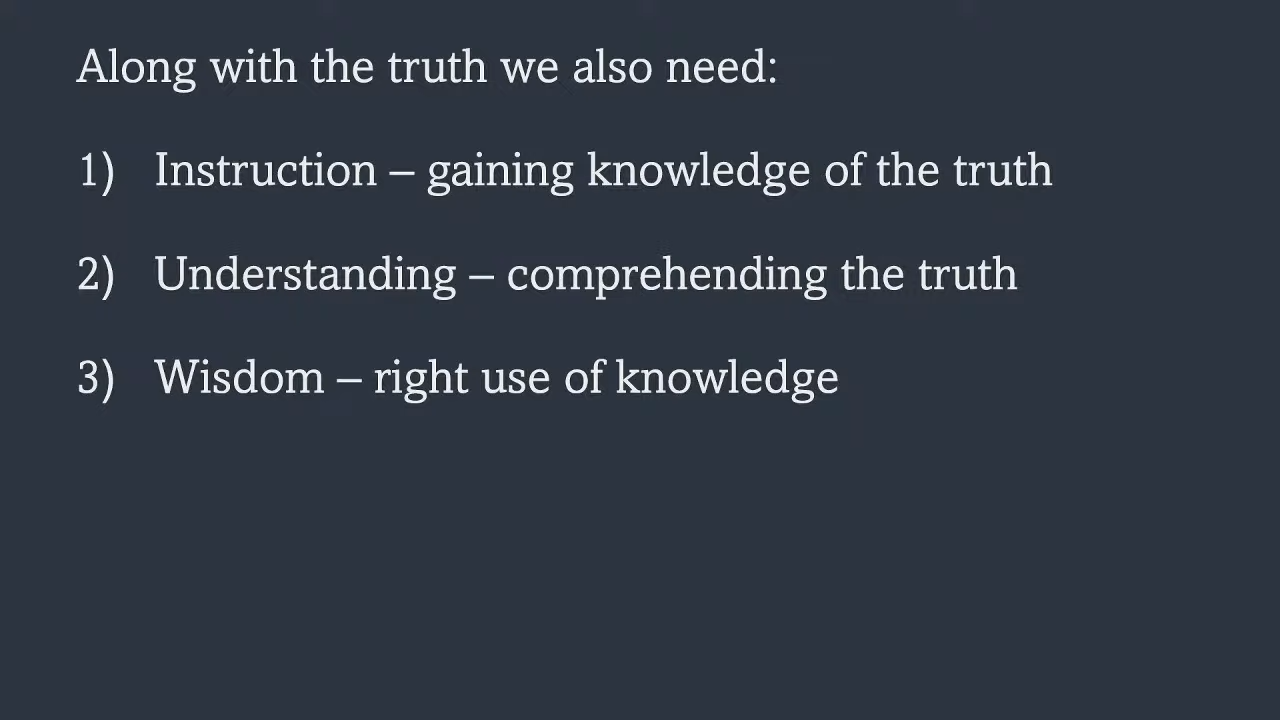 Along with the truth we also need:
1) Instruction – gaining knowledge of the truth
2) Understanding – comprehending the truth
3) Wisdom – right use of knowledge